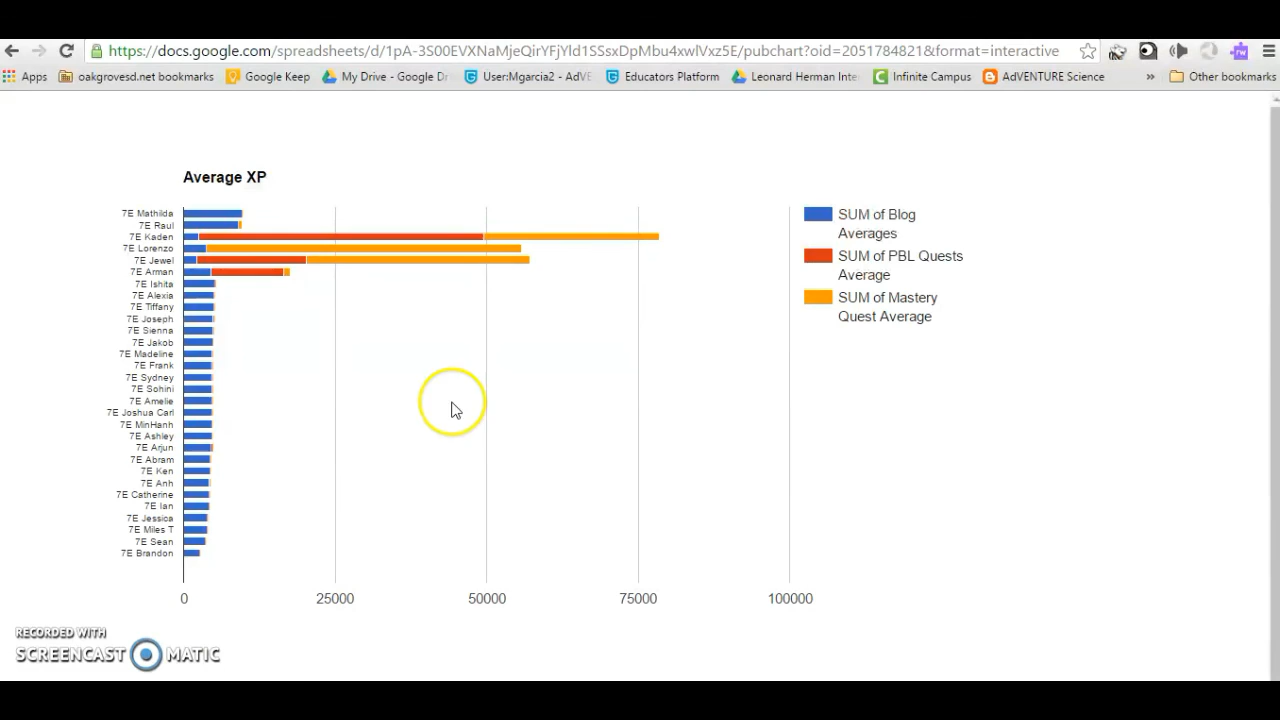 https://docs.google.com/spreadsheets/d/1pA-3S00EVXNaMjeQirYFjYld1SSsxDpMbu4xwlVxz5E/pubchart?oid=2051784821&format=interactive
Apps oakgrovesd.net bookmarks Google Keep My Drive - Google Dr User:Mgarcia2 - AdVE Educators Platform Leonard Herman Inte Infinite Campus AdVENTURE Science » Other bookmarks
Average XP
7E Mathilda
7E Raul
7E Kaden
7E Lorenzo
7E Jewel
7E Arman
7E Ishita
7E Alexia
7E Tiffany
7E Joseph
7E Sienna
7E Jakob
7E Madeline
7E Frank
7E Sydney
7E Sohini
7E Amelie
7E Joshua Carl
7E MinHanh
7E Ashley
7E Arjun
7E Abram
7E Ken
7E Anh
7E Catherine
7E Ian
7E Jessica
7E Miles T
7E Sean
7E Brandon
0 25000 50000 75000 100000
SUM of Blog
Averages
SUM of PBL Quests
Average
SUM of Mastery
Quest Average
RECORDED WITH
SCREENCAST MATIC